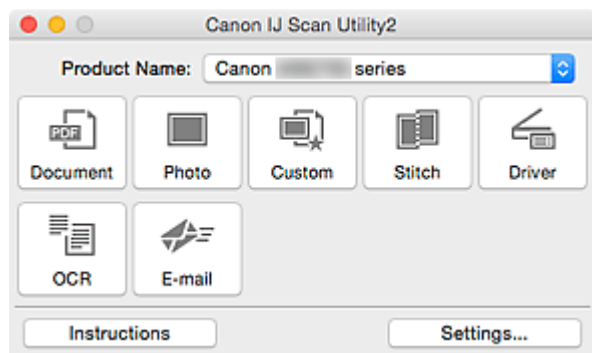 Canon IJ Scan Utility2
Product Name: Canon series
PDF
Document Photo Custom Stitch Driver
OCR E-mail
Instructions Settings...